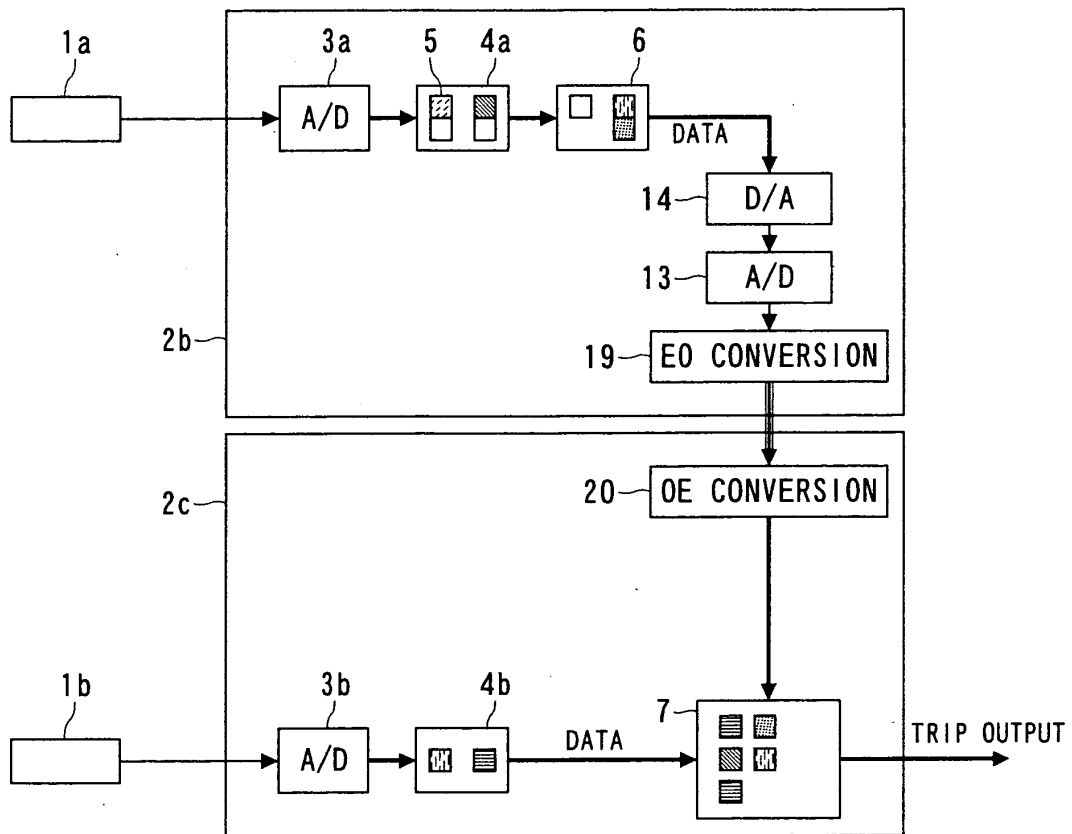 1a
3a
5
4a
6
A/D
DATA
14
D/A
13
A/D
2b
19
EO CONVERSION
2c
20
OE CONVERSION
1b
3b
4b
7
A/D
DATA
TRIP OUTPUT